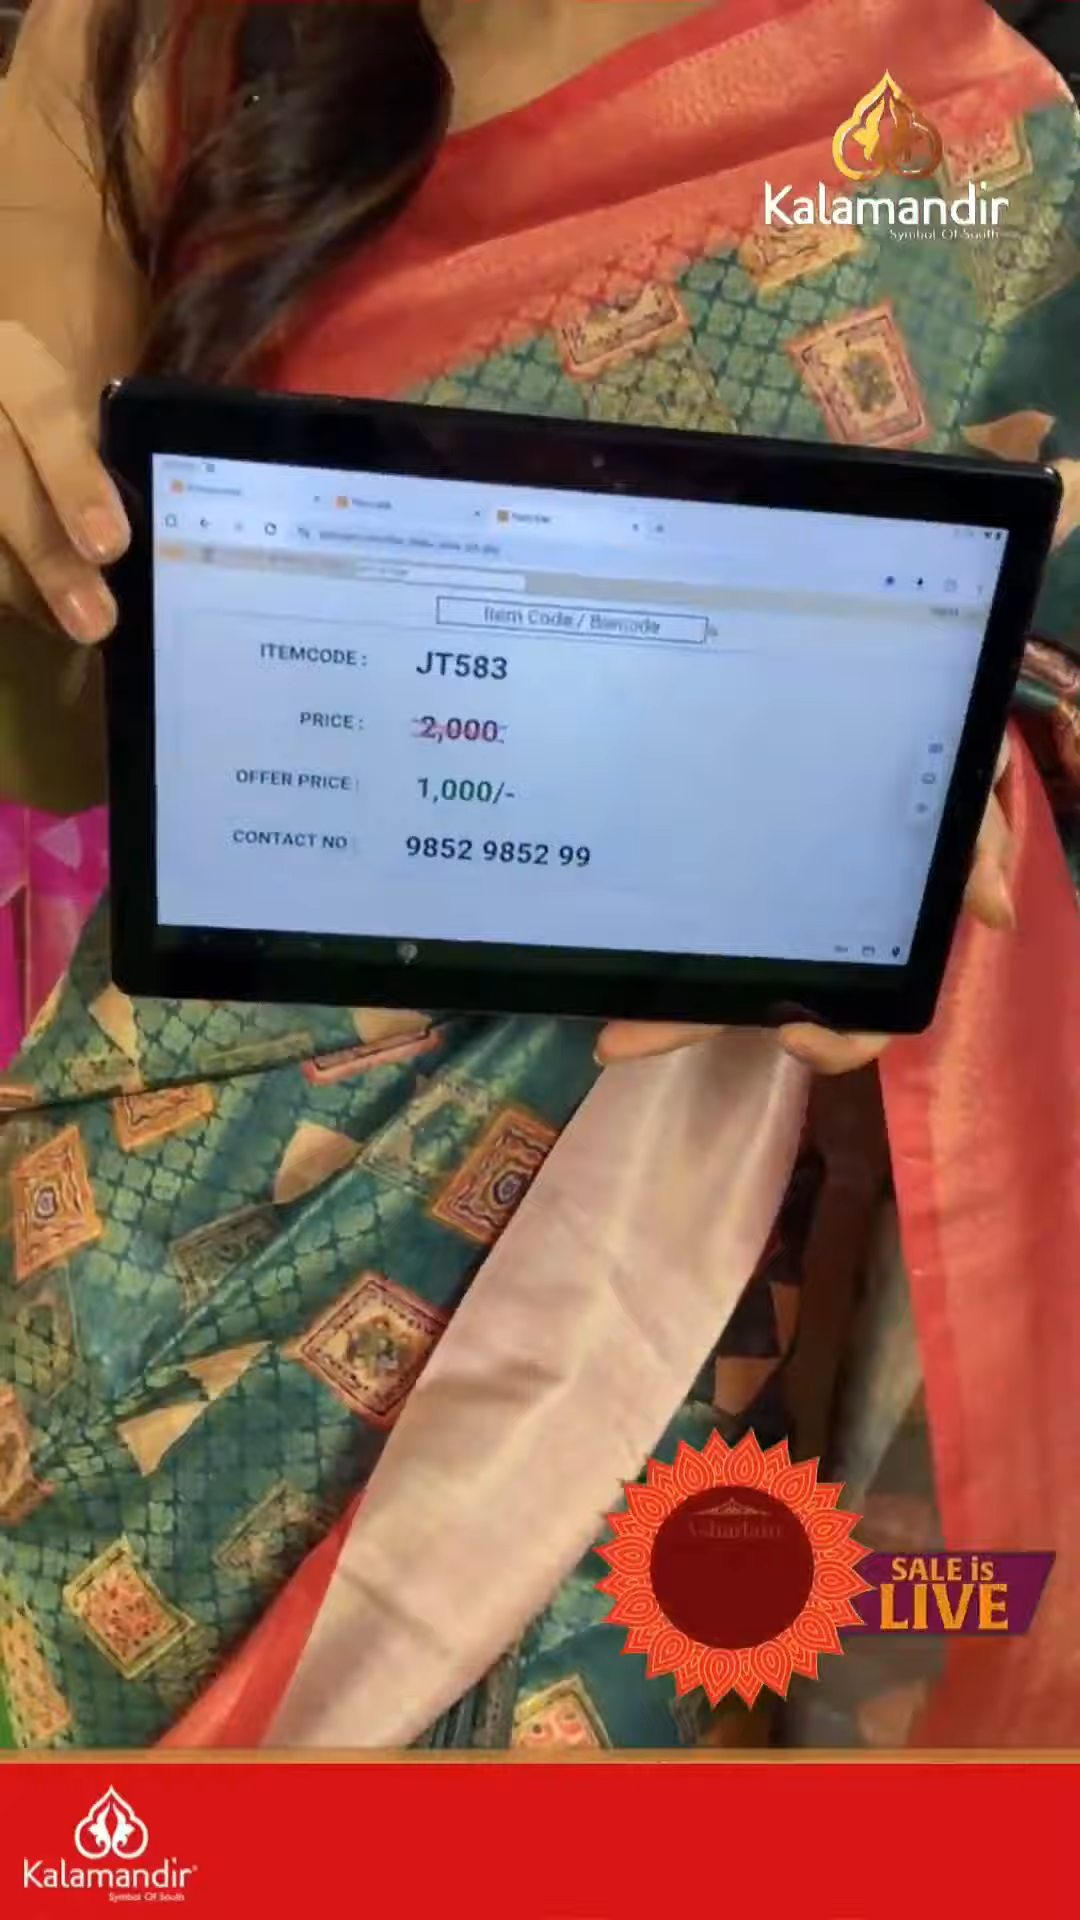 Kalamandir
Symbol Of South
Item Code / Barcode
ITEMCODE : JT583
PRICE : 2,000
OFFER PRICE : 1,000/-
CONTACT NO : 9852 9852 99
SALE is
LIVE
Kalamandir
Symbol Of South